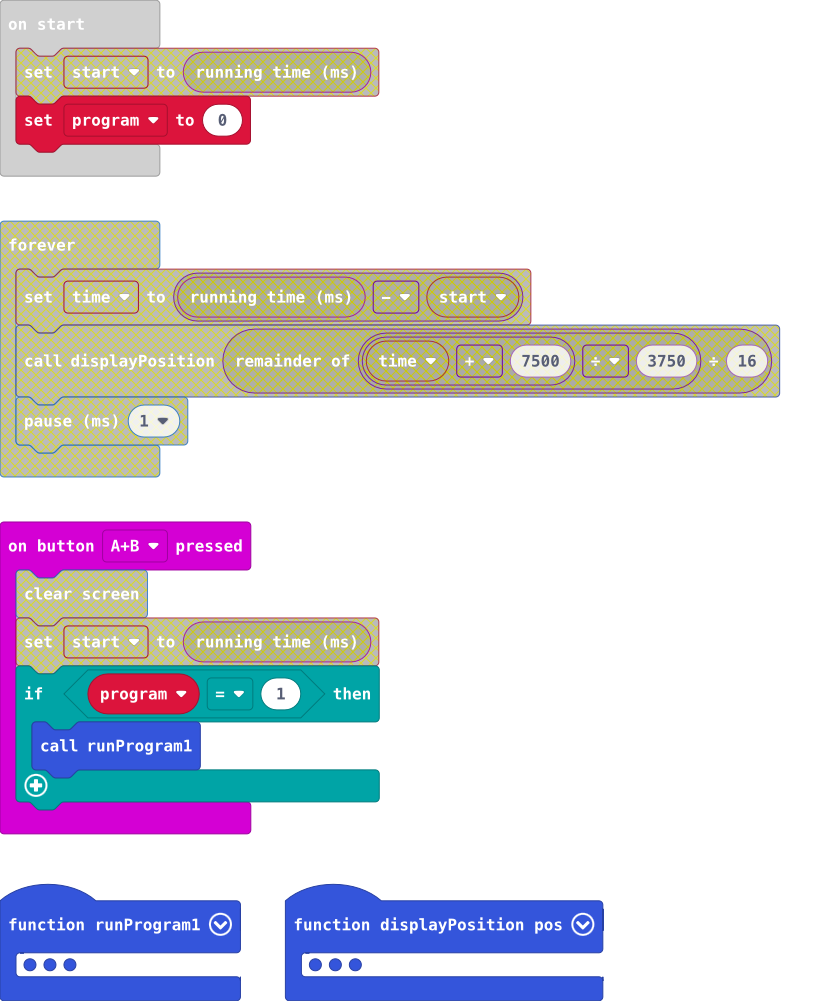 on start
set start to running time (ms)
set program to 0
forever
set time to running time (ms) - start
call displayPosition remainder of time + 7500 ÷ 3750 ÷ 16
pause (ms) 1
on button A+B pressed
clear screen
set start to running time (ms)
if program = 1 then
call runProgram1
function runProgram1
function displayPosition pos